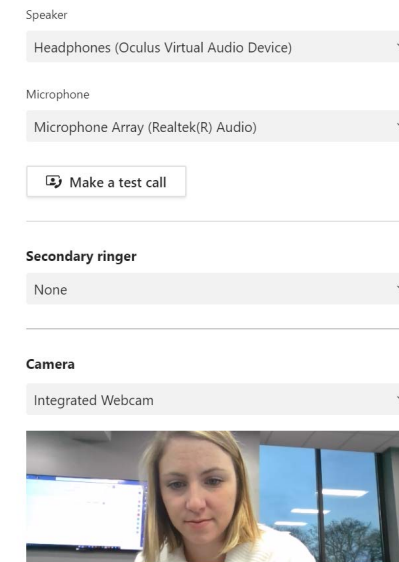 Speaker
Headphones (Oculus Virtual Audio Device)
Microphone
Microphone Array (Realtek(R) Audio)
Make a test call
Secondary ringer
None
Camera
Integrated Webcam